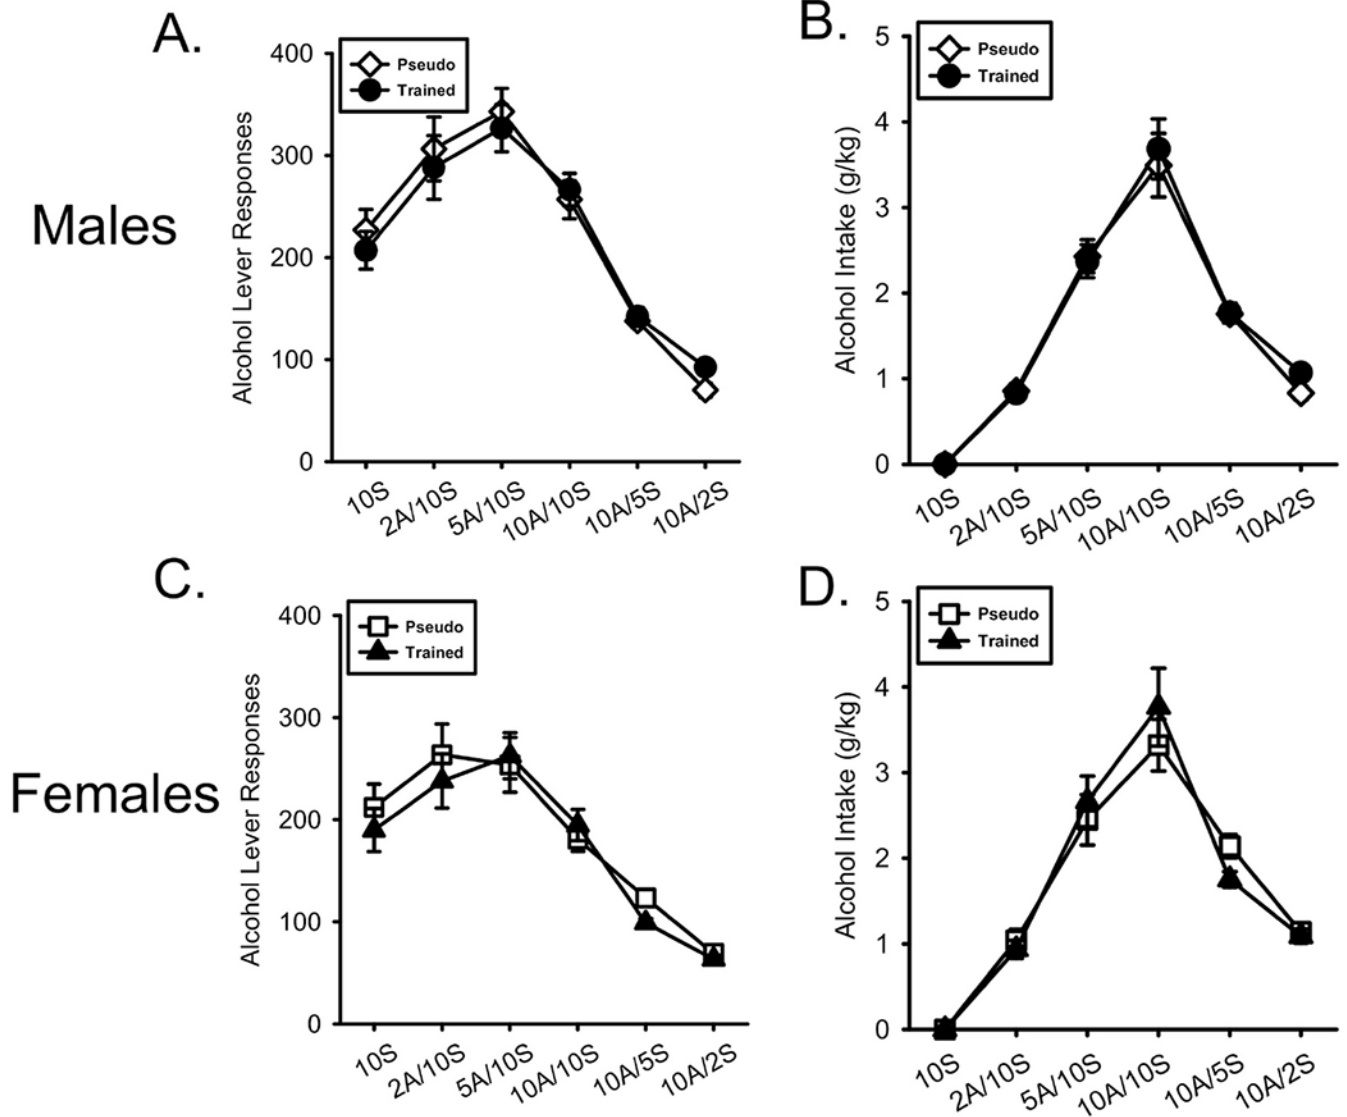 A.
Pseudo
Trained
Alcohol Lever Responses
400
300
200
100
0
10S
2A/10S
5A/10S
10A/10S
10A/5S
10A/2S
B.
Pseudo
Trained
Alcohol Intake (g/kg)
5
4
3
2
1
0
10S
2A/10S
5A/10S
10A/10S
10A/5S
10A/2S
Males
C.
Pseudo
Trained
Alcohol Lever Responses
400
300
200
100
0
10S
2A/10S
5A/10S
10A/10S
10A/5S
10A/2S
D.
Pseudo
Trained
Alcohol Intake (g/kg)
5
4
3
2
1
0
10S
2A/10S
5A/10S
10A/10S
10A/5S
10A/2S
Females